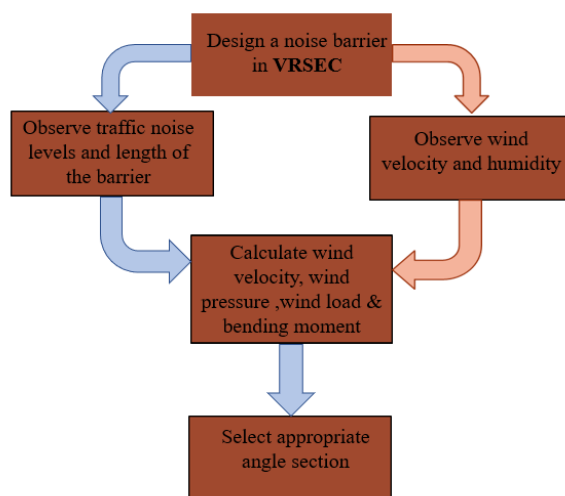 Design a noise barrier
in VRSEC
Observe traffic noise
levels and length of
the barrier
Observe wind
velocity and humidity
Calculate wind
velocity, wind
pressure ,wind load &
bending moment
Select appropriate
angle section